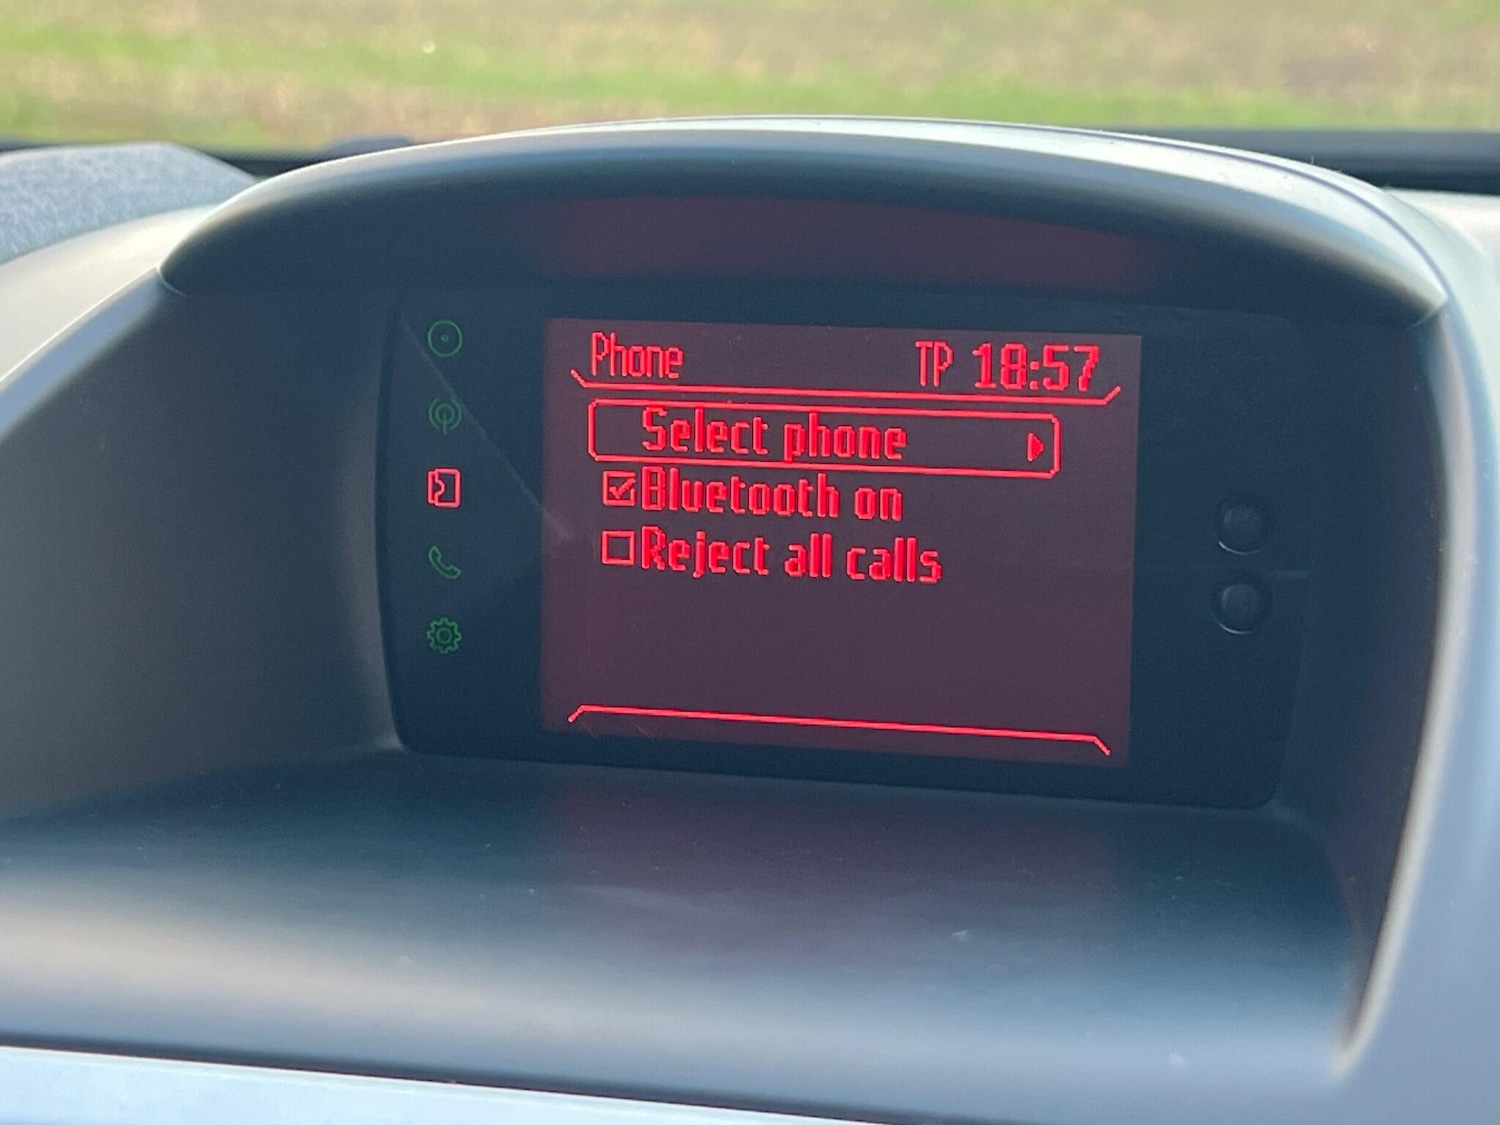 Phone TP 18:57
Select phone
Bluetooth on
Reject all calls